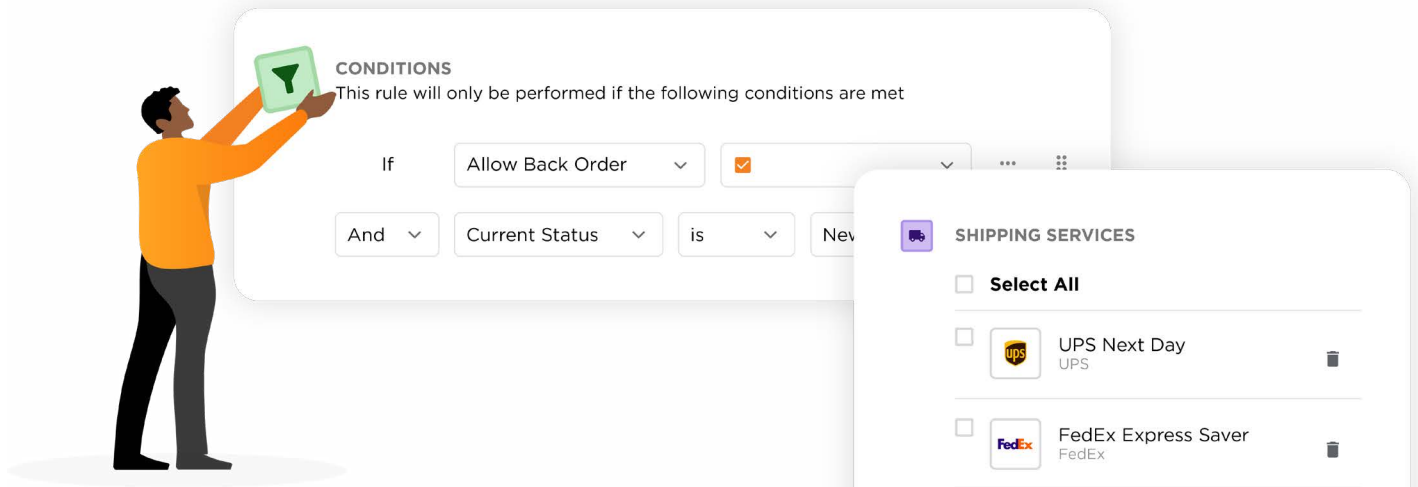 CONDITIONS
This rule will only be performed if the following conditions are met
If Allow Back Order
And Current Status is
SHIPPING SERVICES
Select All
UPS Next Day
ups
UPS
FedEx Express Saver
FedEx
FedEx